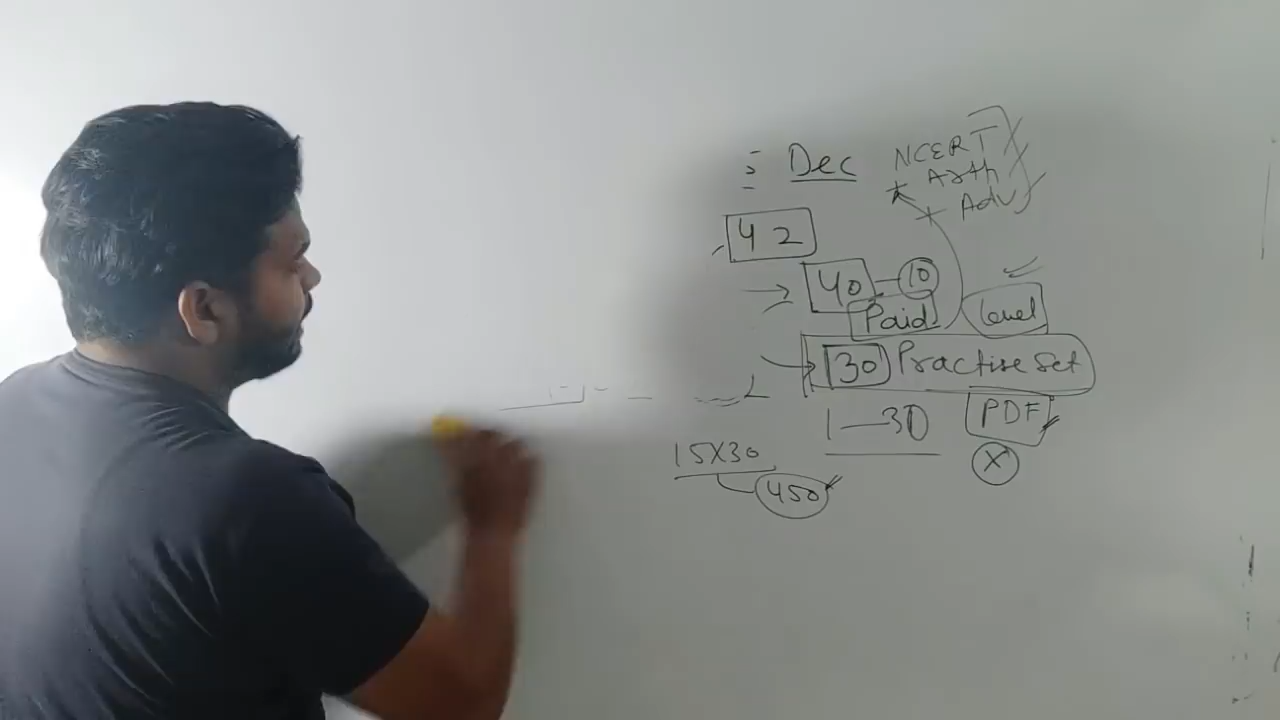 Dec NCERT
Arth
Adv
42
40 — 10
Paid Level
30 Practise Set
1 — 30 PDF
15X30 X
450